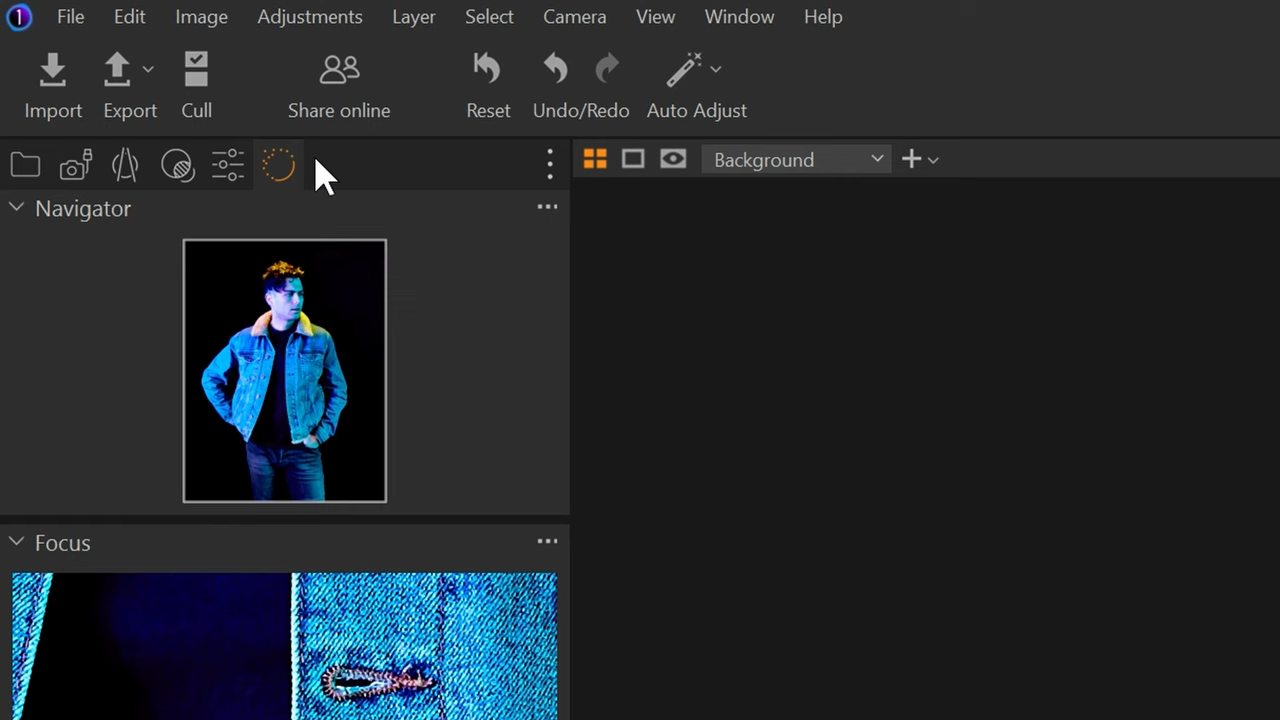 File Edit Image Adjustments Layer Select Camera View Window Help
Import Export Cull Share online Reset Undo/Redo Auto Adjust
Background
Navigator
Focus